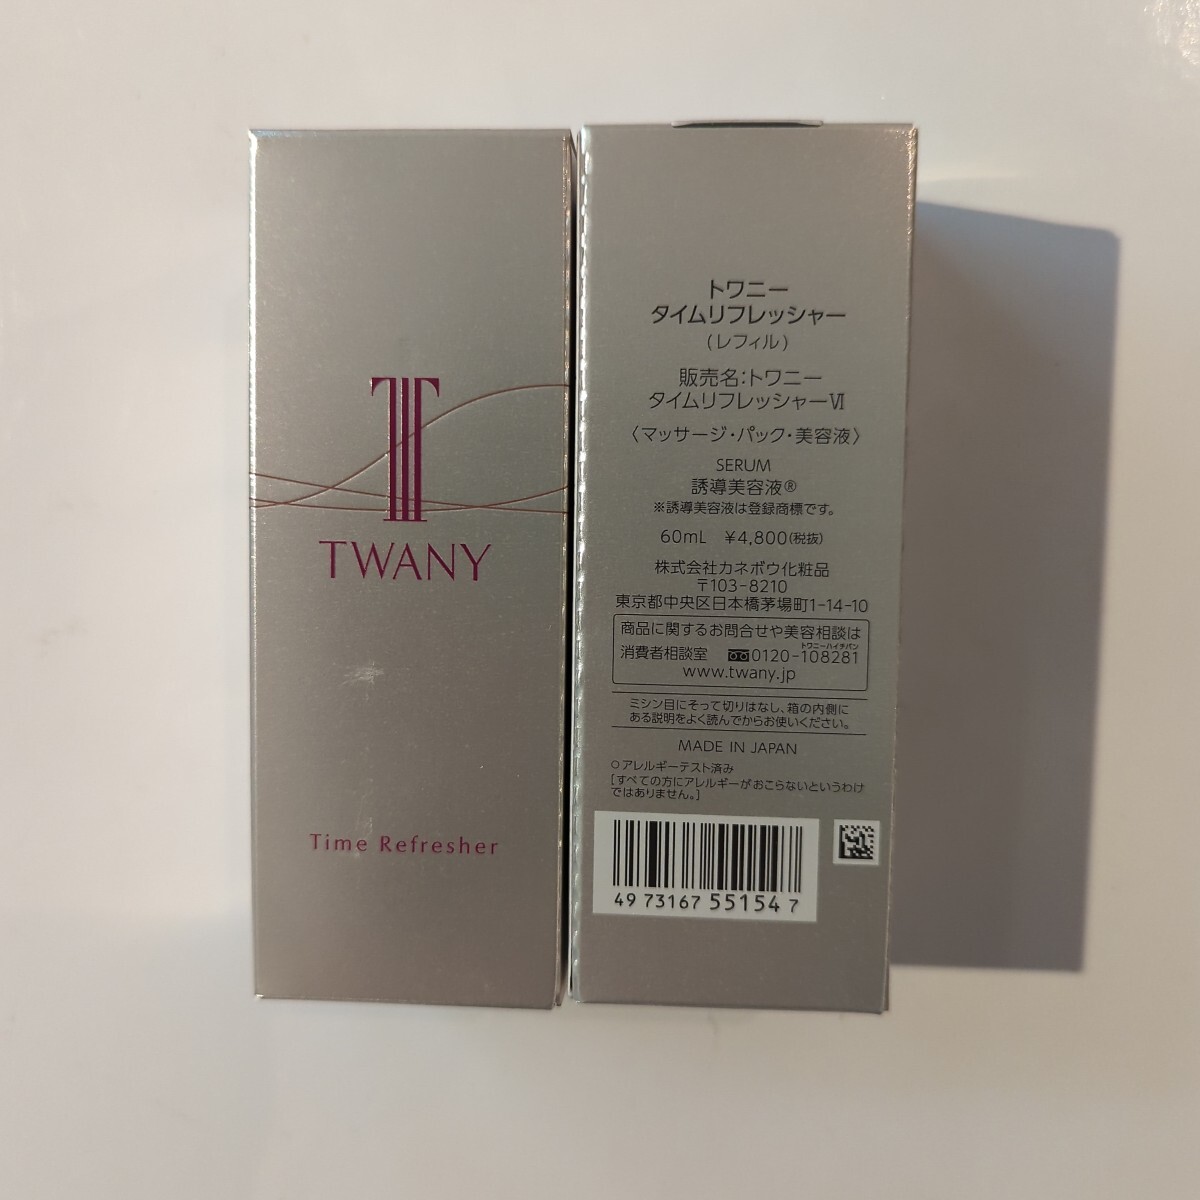 TWANY
Time Refresher
トワニー
タイムリフレッシャー
(レフィル)
販売名:トワニー
タイムリフレッシャーⅥ
〈マッサージ・パック・美容液〉
SERUM
誘導美容液®
※誘導美容液は登録商標です。
60mL ¥4,800(税抜)
株式会社カネボウ化粧品
〒103-8210
東京都中央区日本橋茅場町1-14-10
商品に関するお問合せや美容相談は
トワニーハイチバン
消費者相談室 0120-108281
www.twany.jp
ミシン目にそって切りはなし、箱の内側に
ある説明をよく読んでからお使いください。
MADE IN JAPAN
○アレルギーテスト済み
[すべての方にアレルギーがおこらないというわけ
ではありません。]
49 73167 55154 7